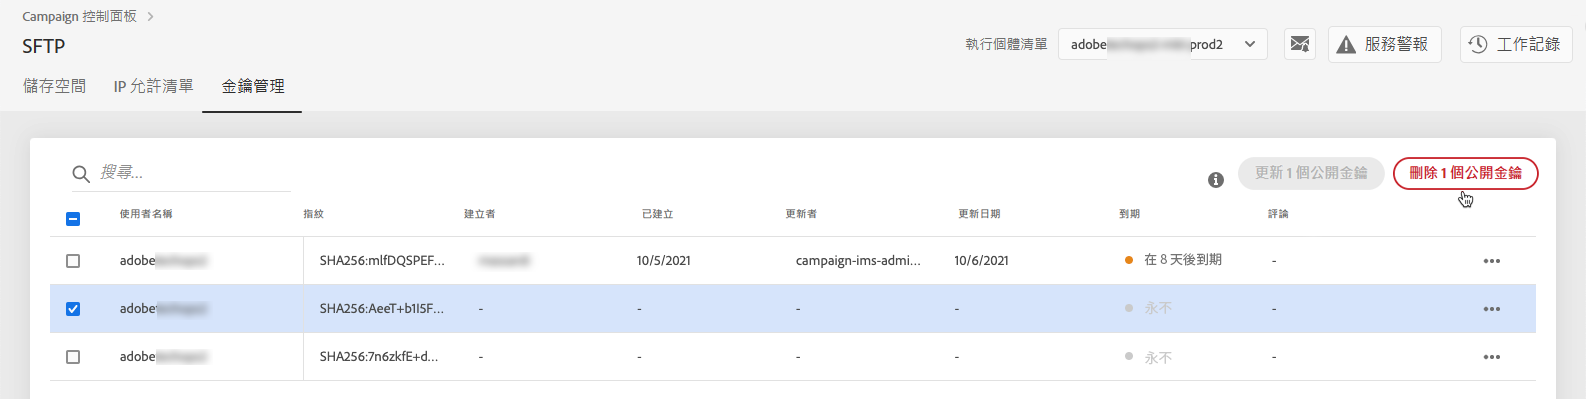 Campaign 控制面板
SFTP
執行個體清單 adobe prod2 服務警報 工作記錄
儲存空間 IP 允許清單 金鑰管理
搜尋... 更新 1 個公開金鑰 刪除 1 個公開金鑰
使用者名稱 指紋 建立者 已建立 更新者 更新日期 到期 評論
adobe SHA256:mlfDQSPEF... 10/5/2021 campaign-ims-admi... 10/6/2021 在 8 天後到期 -
adobe SHA256:AeeT+b1I5F... - - - - 永不 -
adobe SHA256:7n6zkfE+d... - - - - 永不 -